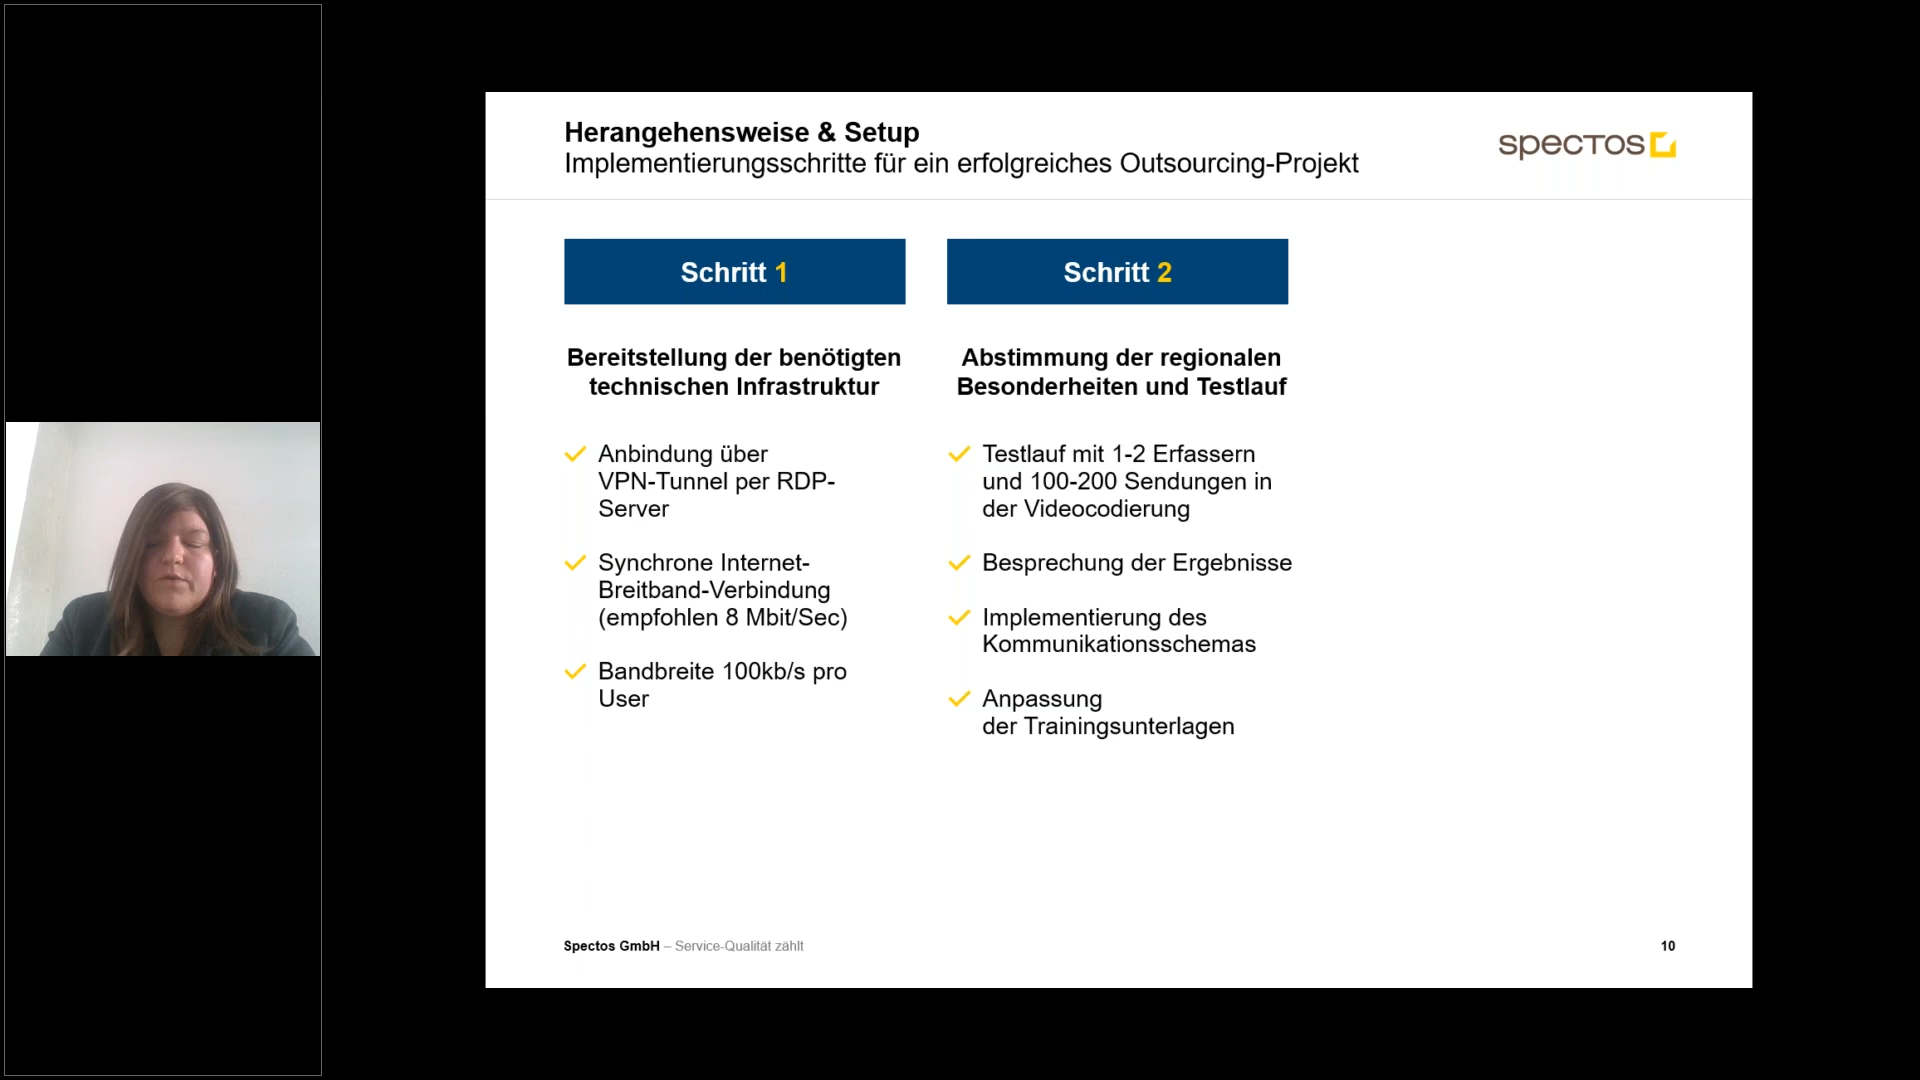 Herangehensweise & Setup
Implementierungsschritte für ein erfolgreiches Outsourcing-Projekt
spectos
Schritt 1
Bereitstellung der benötigten
technischen Infrastruktur
Anbindung über
VPN-Tunnel per RDP-
Server
Synchrone Internet-
Breitband-Verbindung
(empfohlen 8 Mbit/Sec)
Bandbreite 100kb/s pro
User
Schritt 2
Abstimmung der regionalen
Besonderheiten und Testlauf
Testlauf mit 1-2 Erfassern
und 100-200 Sendungen in
der Videocodierung
Besprechung der Ergebnisse
Implementierung des
Kommunikationsschemas
Anpassung
der Trainingsunterlagen
Spectos GmbH – Service-Qualität zählt
10